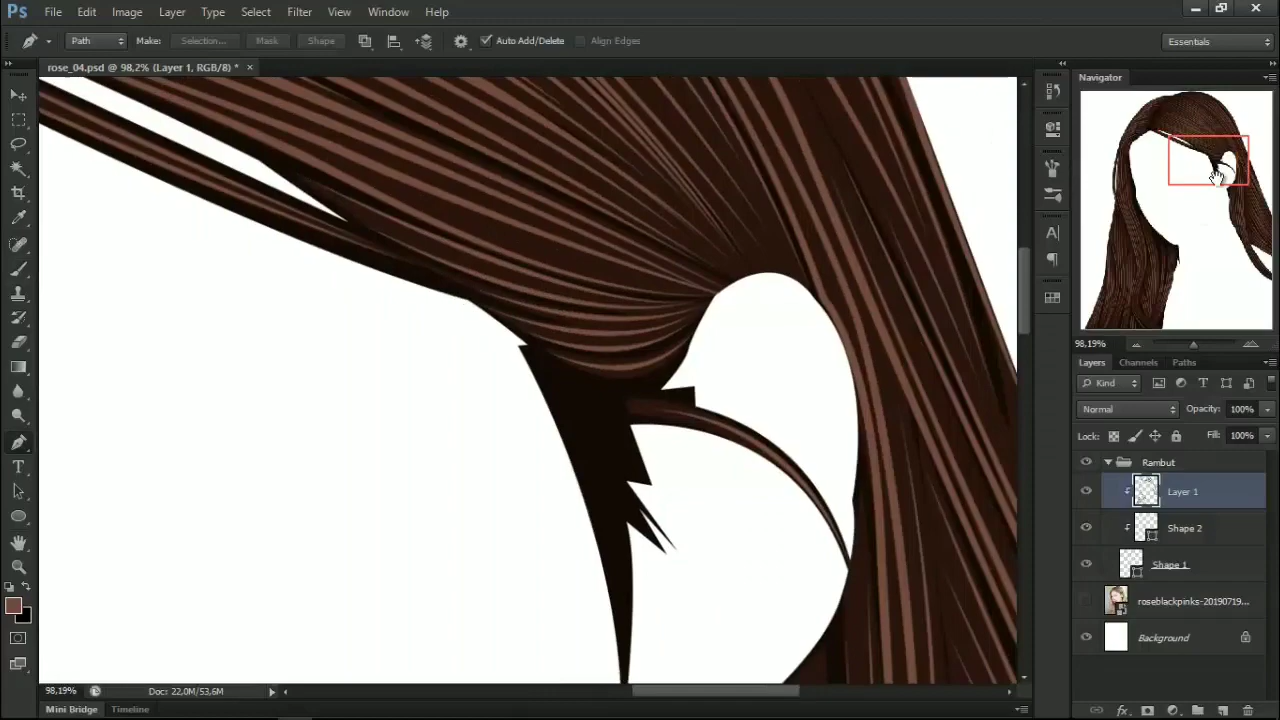 Ps File Edit Image Layer Type Select Filter View Window Help
Path Make: Selection... Mask Shape Auto Add/Delete Align Edges Essentials
rose_04.psd @ 98,2% (Layer 1, RGB/8) * ×
Navigator
98,19%
Layers Channels Paths
Kind
Normal Opacity: 100%
Lock: Fill: 100%
Rambut
Layer 1
Shape 2
Shape 1
roseblackpinks-20190719...
Background
98,19% Doc: 22,0M/53,6M
Mini Bridge Timeline